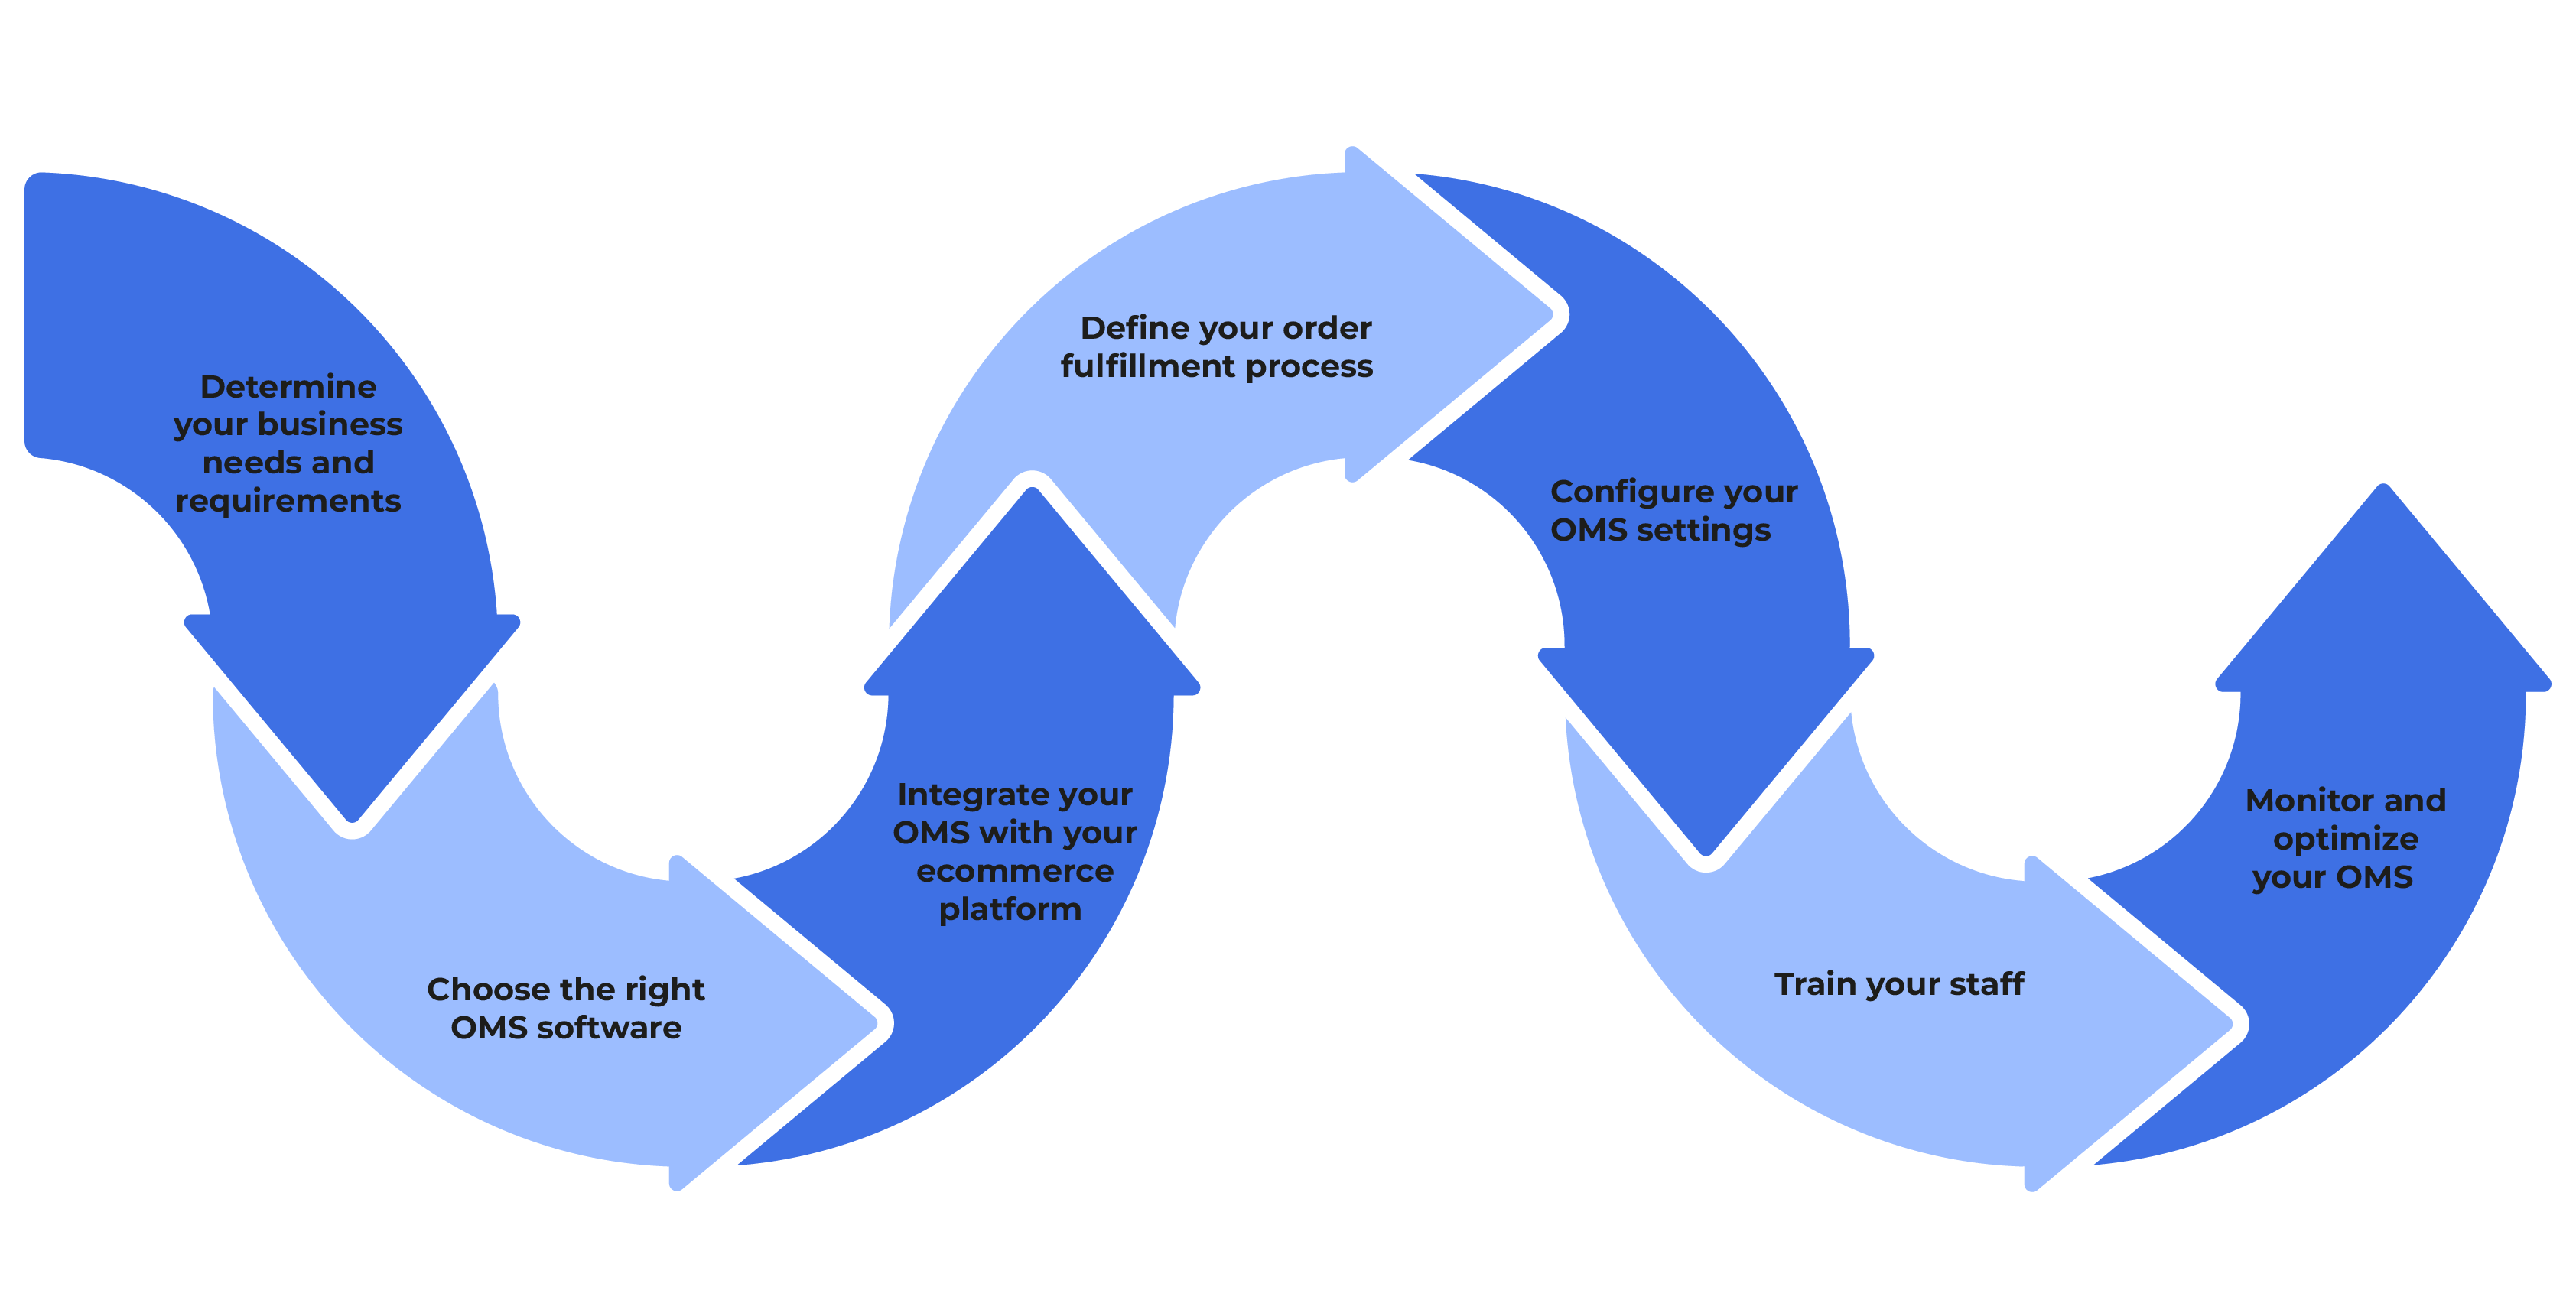 Determine
your business
needs and
requirements
Choose the right
OMS software
Integrate your
OMS with your
ecommerce
platform
Define your order
fulfillment process
Configure your
OMS settings
Train your staff
Monitor and
optimize
your OMS